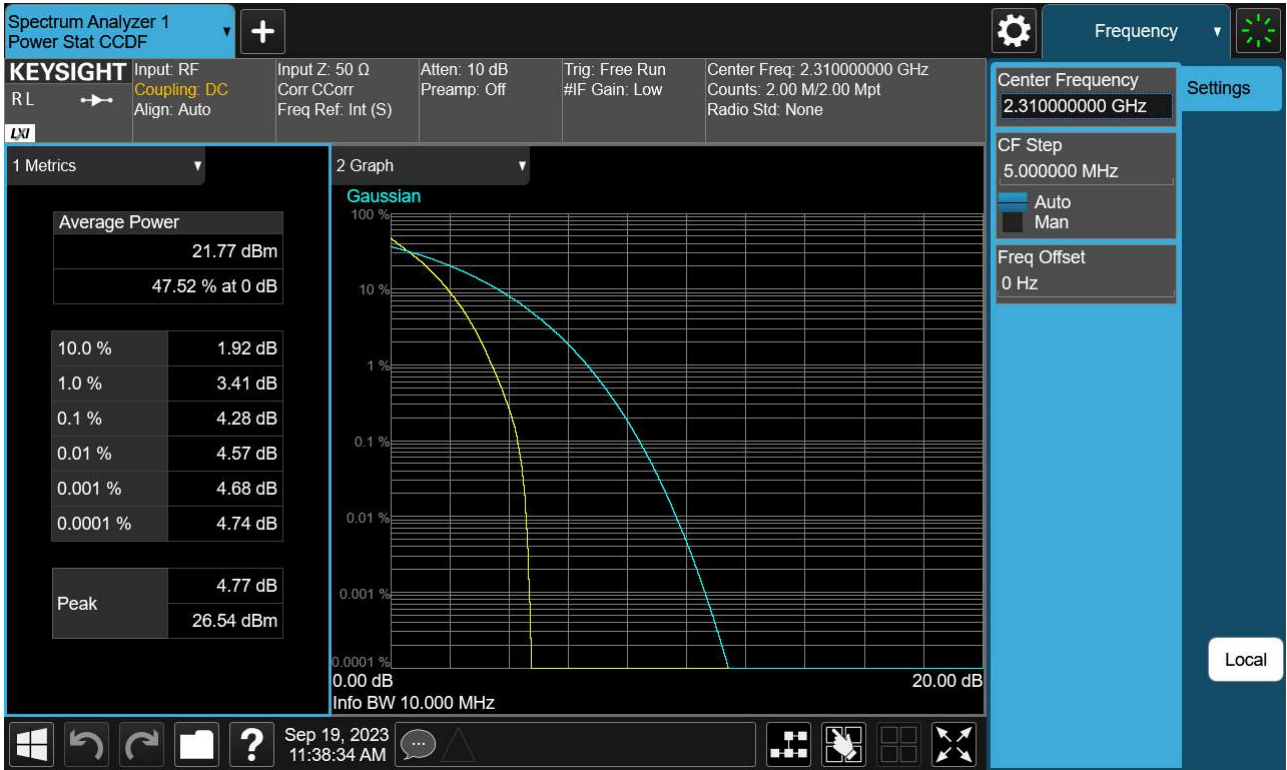 Spectrum Analyzer 1
Power Stat CCDF
+
Frequency
KEYSIGHT
R L
LXI
Input: RF
Coupling: DC
Align: Auto
Input Z: 50 Ω
Corr CCorr
Freq Ref: Int (S)
Atten: 10 dB
Preamp: Off
Trig: Free Run
#IF Gain: Low
Center Freq: 2.310000000 GHz
Counts: 2.00 M/2.00 Mpt
Radio Std: None
Center Frequency
2.310000000 GHz
Settings
CF Step
5.000000 MHz
Auto
Man
Freq Offset
0 Hz
Local
1 Metrics
Average Power
21.77 dBm
47.52 % at 0 dB
10.0 % 1.92 dB
1.0 % 3.41 dB
0.1 % 4.28 dB
0.01 % 4.57 dB
0.001 % 4.68 dB
0.0001 % 4.74 dB
Peak 4.77 dB
26.54 dBm
2 Graph
Gaussian
100 %
10 %
1 %
0.1 %
0.01 %
0.001 %
0.0001 %
0.00 dB 20.00 dB
Info BW 10.000 MHz
?
Sep 19, 2023
11:38:34 AM